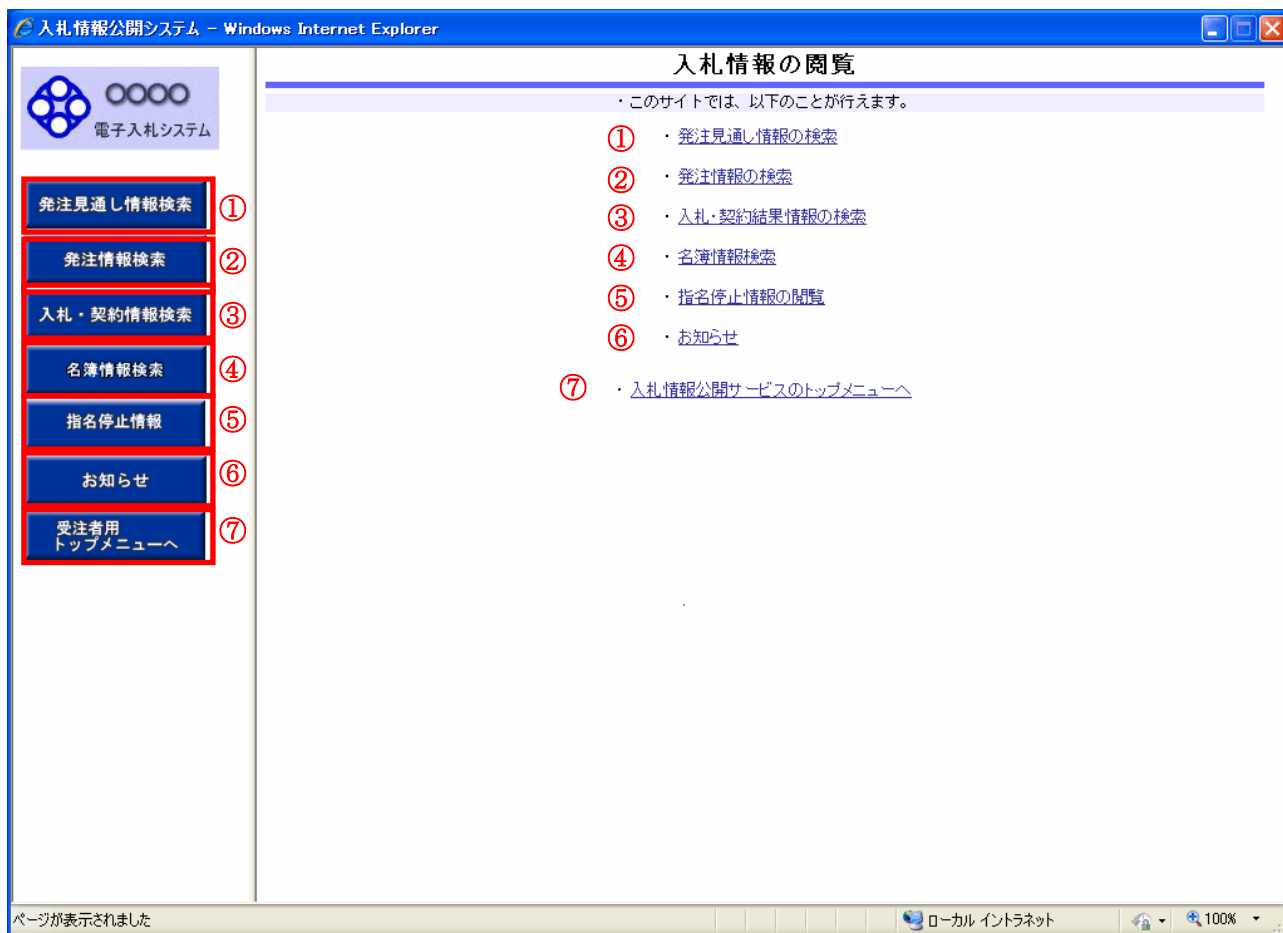 入札情報公開システム - Windows Internet Explorer
〇〇〇〇
電子入札システム
発注見通し情報検索 ①
発注情報検索 ②
入札・契約情報検索 ③
名簿情報検索 ④
指名停止情報 ⑤
お知らせ ⑥
受注者用
トップメニューへ ⑦
入札情報の閲覧
・このサイトでは、以下のことが行えます。
① ・発注見通し情報の検索
② ・発注情報の検索
③ ・入札・契約結果情報の検索
④ ・名簿情報検索
⑤ ・指名停止情報の閲覧
⑥ ・お知らせ
⑦ ・入札情報公開サービスのトップメニューへ
ページが表示されました
ローカル イントラネット
100%